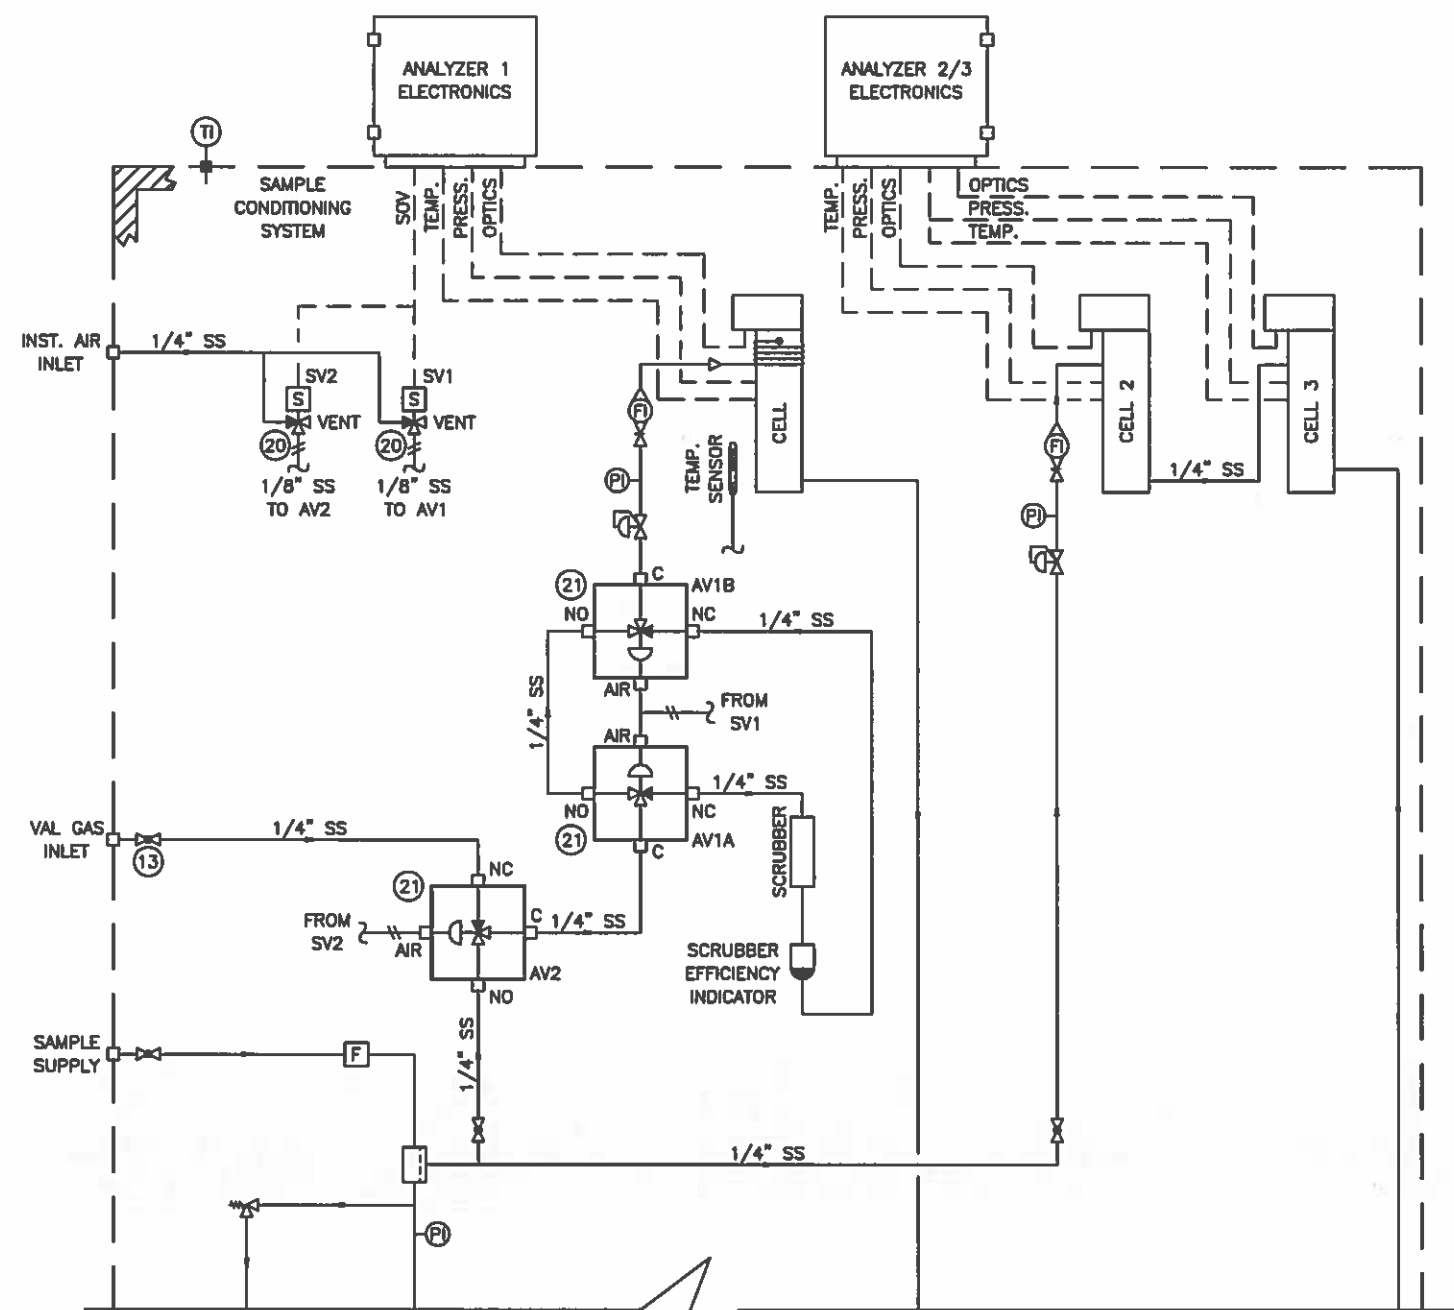 ANALYZER 1
ELECTRONICS
ANALYZER 2/3
ELECTRONICS
TI
SAMPLE
CONDITIONING
SYSTEM
SOV
TEMP.
PRESS.
OPTICS
TEMP.
PRESS.
OPTICS
OPTICS
PRESS.
TEMP.
INST. AIR
INLET
1/4" SS
SV2
SV1
S
S
VENT
VENT
20
20
1/8" SS
TO AV2
1/8" SS
TO AV1
FI
CELL
CELL 2
CELL 3
FI
1/4" SS
TEMP.
SENSOR
PI
PI
C
21
AV1B
NO
NC
1/4" SS
AIR
1/4" SS
FROM
SV1
AIR
1/4" SS
NO
NC
21
AV1A
C
SCRUBBER
VAL GAS
INLET
1/4" SS
13
NC
21
C
1/4" SS
FROM
SV2
AIR
AV2
NO
SCRUBBER
EFFICIENCY
INDICATOR
SAMPLE
SUPPLY
F
1/4" SS
1/4" SS
PI